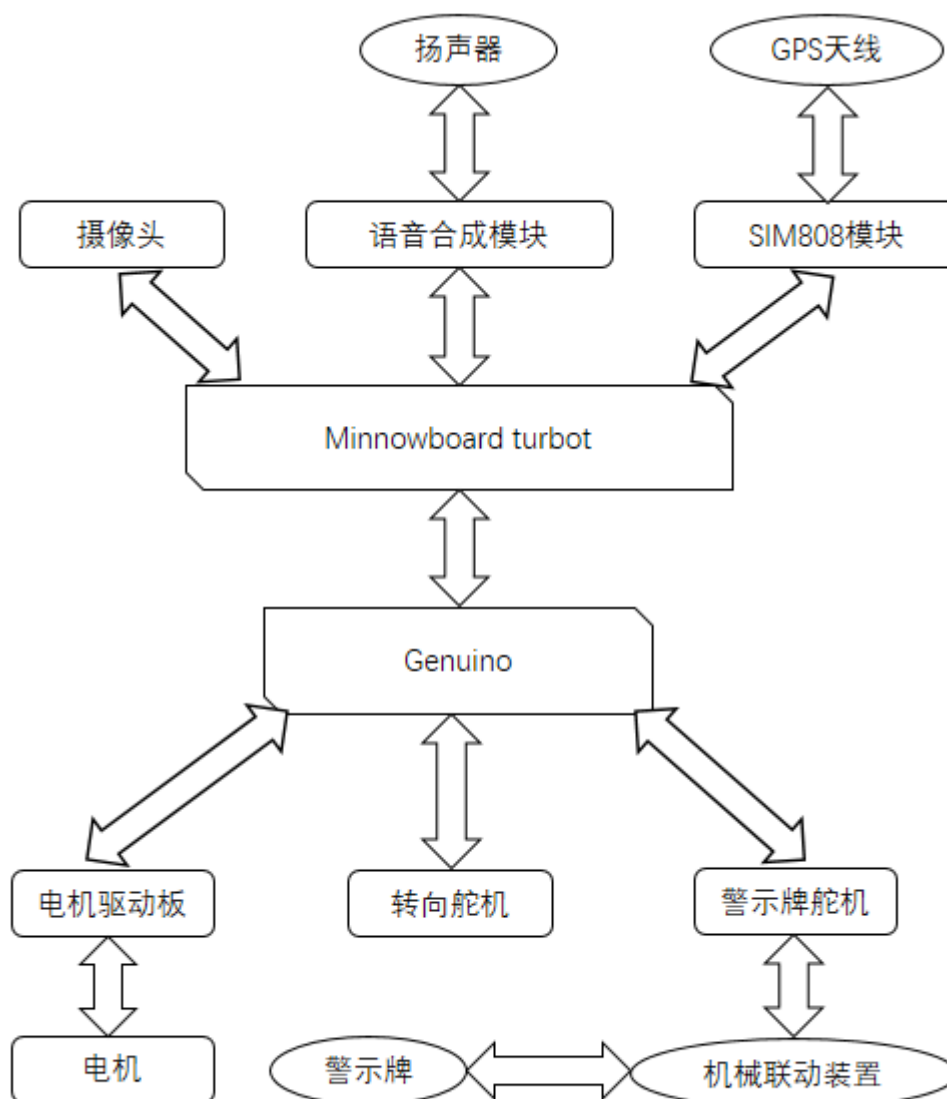 扬声器
GPS天线
摄像头
语音合成模块
SIM808模块
Minnowboard turbot
Genuino
电机驱动板
转向舵机
警示牌舵机
电机
警示牌
机械联动装置